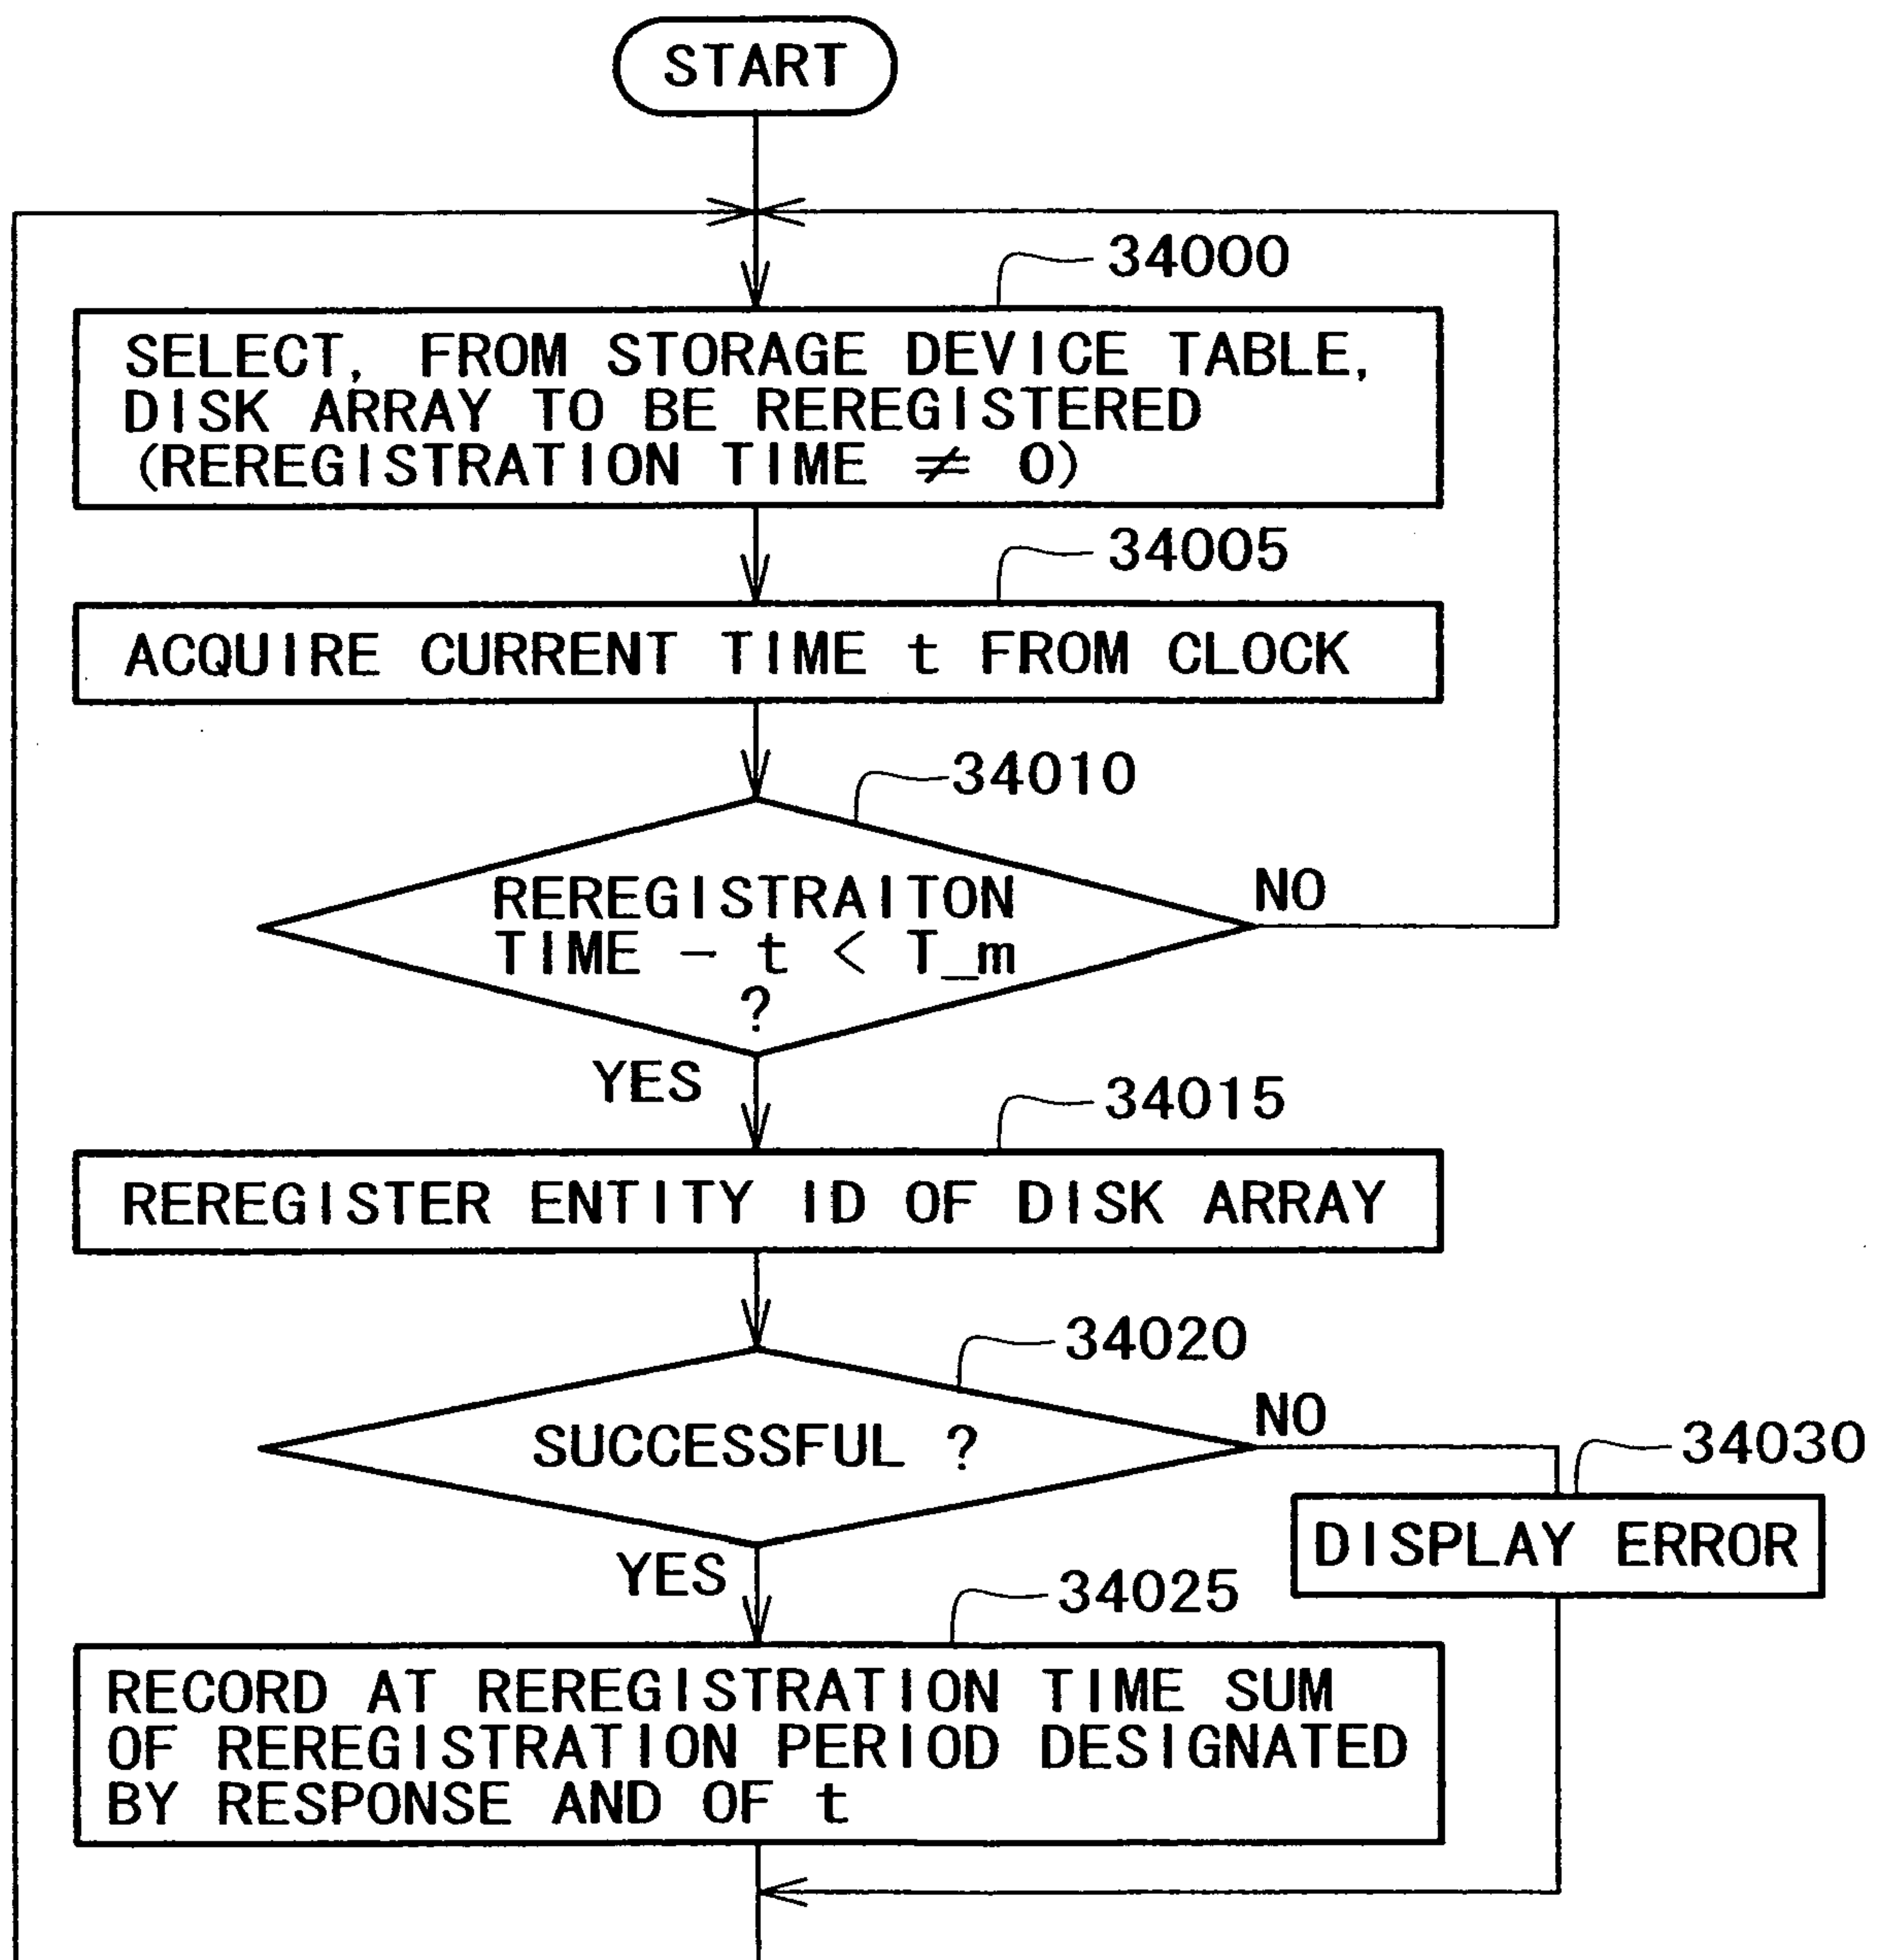 START
34000
SELECT, FROM STORAGE DEVICE TABLE,
DISK ARRAY TO BE REREGISTERED
(REREGISTRATION TIME ≠ 0)
34005
ACQUIRE CURRENT TIME t FROM CLOCK
34010
REREGISTRAITON
TIME - t < T_m
?
NO
YES
34015
REREGISTER ENTITY ID OF DISK ARRAY
34020
SUCCESSFUL ?
NO
34030
DISPLAY ERROR
YES
34025
RECORD AT REREGISTRATION TIME SUM
OF REREGISTRATION PERIOD DESIGNATED
BY RESPONSE AND OF t